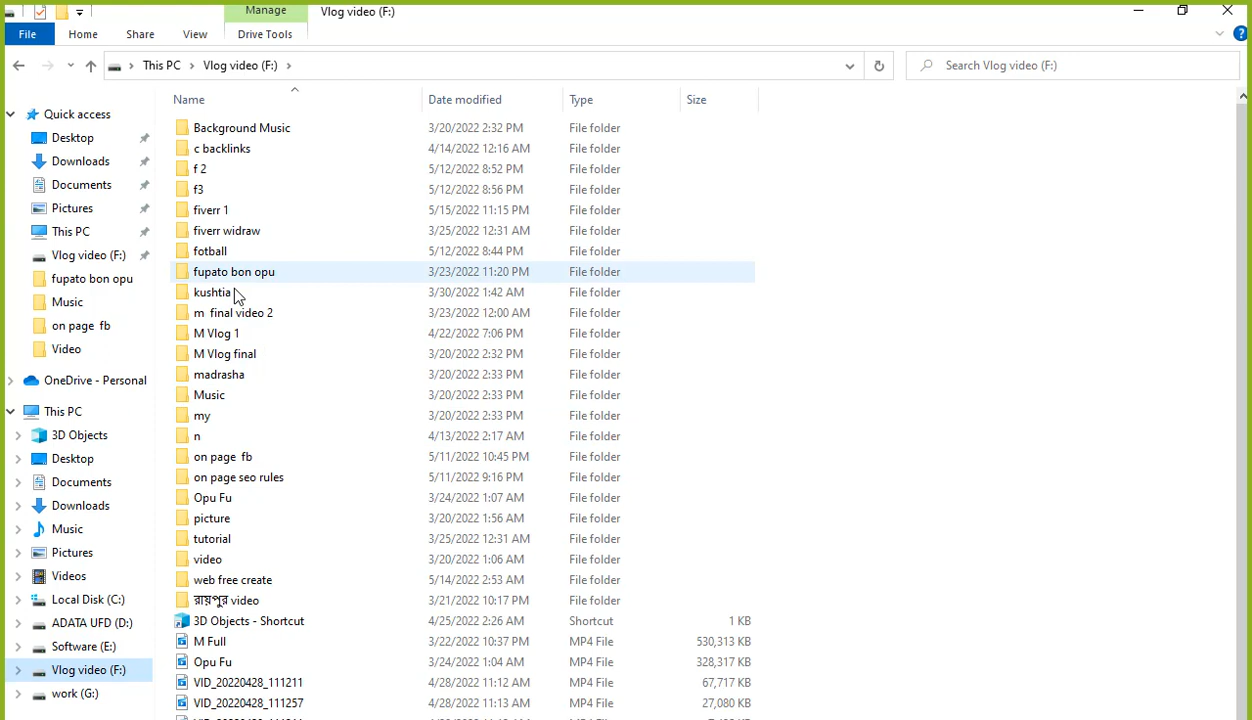 Manage
Vlog video (F:)
File
Home
Share
View
Drive Tools
This PC
Vlog video (F:)
Search Vlog video (F:)
Quick access
Desktop
Downloads
Documents
Pictures
This PC
Vlog video (F:)
fupato bon opu
Music
on page fb
Video
OneDrive - Personal
This PC
3D Objects
Desktop
Documents
Downloads
Music
Pictures
Videos
Local Disk (C:)
ADATA UFD (D:)
Software (E:)
Vlog video (F:)
work (G:)
Name Date modified Type Size
Background Music 3/20/2022 2:32 PM File folder
c backlinks 4/14/2022 12:16 AM File folder
f 2 5/12/2022 8:52 PM File folder
f3 5/12/2022 8:56 PM File folder
fiverr 1 5/15/2022 11:15 PM File folder
fiverr widraw 3/25/2022 12:31 AM File folder
fotball 5/12/2022 8:44 PM File folder
fupato bon opu 3/23/2022 11:20 PM File folder
kushtia 3/30/2022 1:42 AM File folder
m final video 2 3/23/2022 12:00 AM File folder
M Vlog 1 4/22/2022 7:06 PM File folder
M Vlog final 3/20/2022 2:32 PM File folder
madrasha 3/20/2022 2:33 PM File folder
Music 3/20/2022 2:33 PM File folder
my 3/20/2022 2:33 PM File folder
n 4/13/2022 2:17 AM File folder
on page fb 5/11/2022 10:45 PM File folder
on page seo rules 5/11/2022 9:16 PM File folder
Opu Fu 3/24/2022 1:07 AM File folder
picture 3/20/2022 1:56 AM File folder
tutorial 3/25/2022 12:31 AM File folder
video 3/20/2022 1:06 AM File folder
web free create 5/14/2022 2:53 AM File folder
রায়পুর video 3/21/2022 10:17 PM File folder
3D Objects - Shortcut 4/25/2022 2:26 AM Shortcut 1 KB
M Full 3/22/2022 10:37 PM MP4 File 530,313 KB
Opu Fu 3/24/2022 1:04 AM MP4 File 328,317 KB
VID_20220428_111211 4/28/2022 11:12 AM MP4 File 67,717 KB
VID_20220428_111257 4/28/2022 11:13 AM MP4 File 27,080 KB